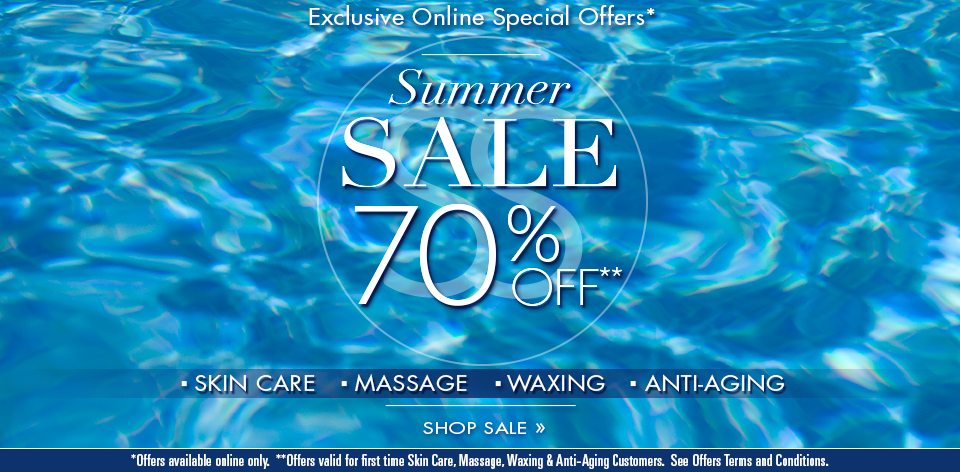 Exclusive Online Special Offers*
Summer
SALE
70%
OFF**
▪ SKIN CARE ▪ MASSAGE ▪ WAXING ▪ ANTI-AGING
SHOP SALE »
*Offers available online only. **Offers valid for first time Skin Care, Massage, Waxing & Anti-Aging Customers. See Offers Terms and Conditions.